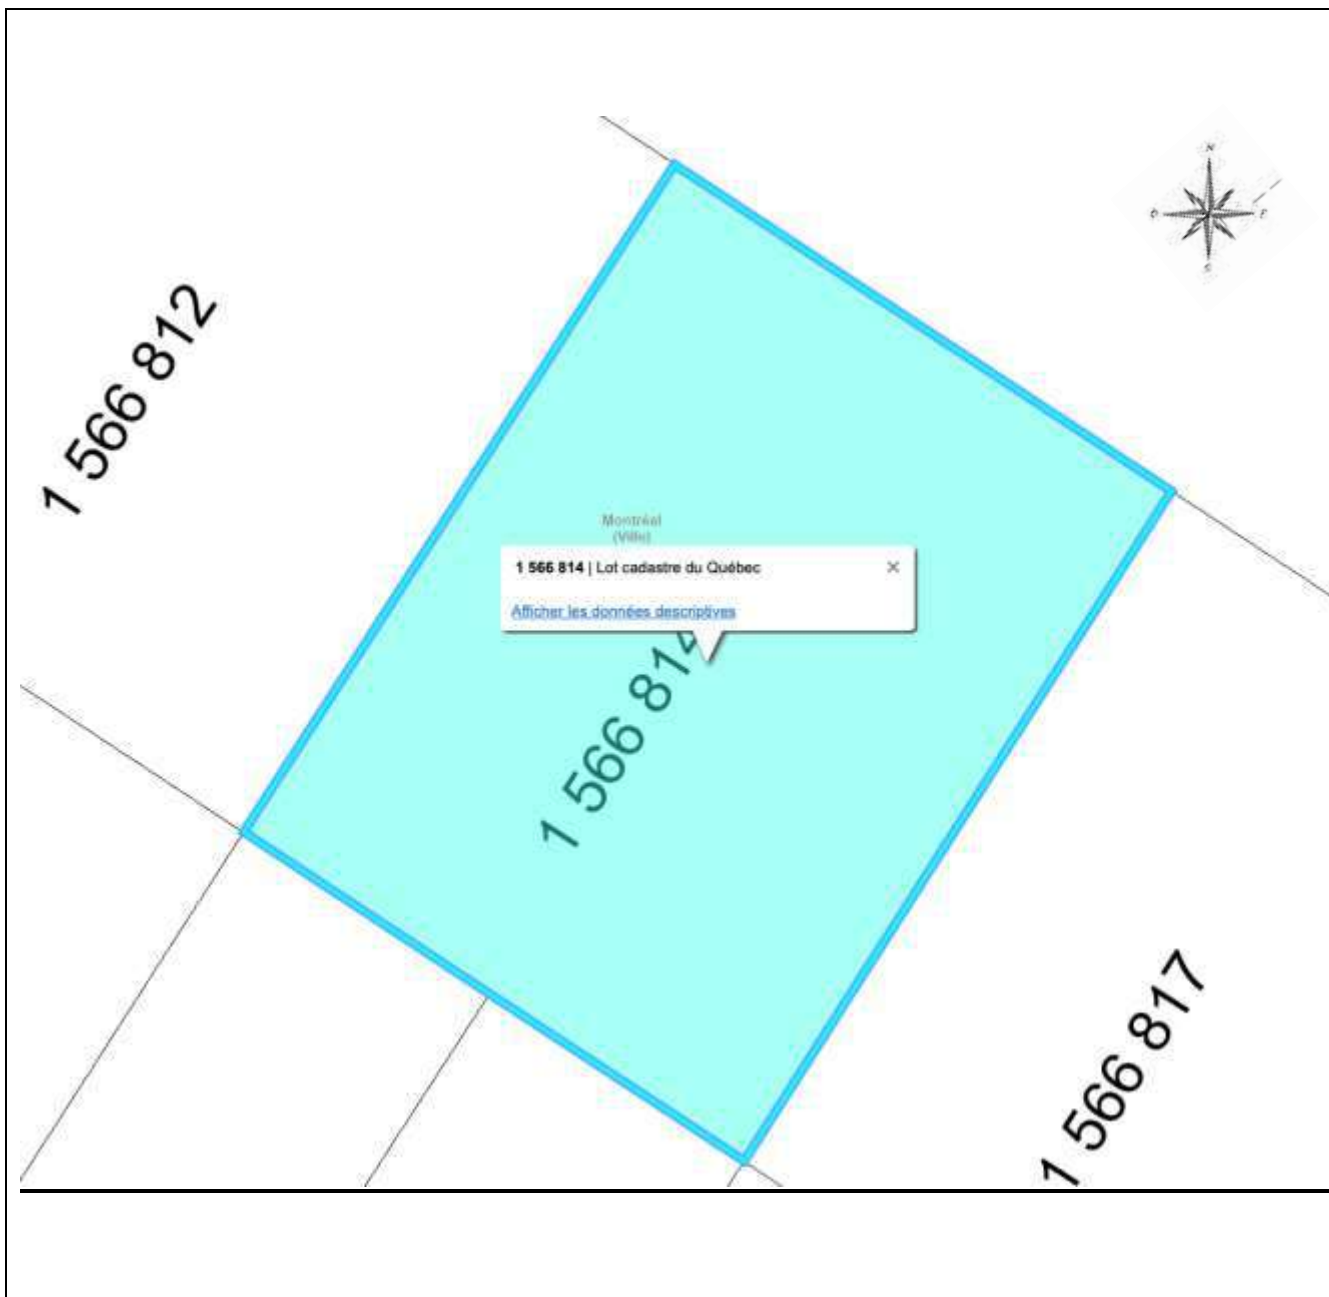 N
O E
S
1 566 812
Montréal
(Ville)
1 566 814 | Lot cadastre du Québec
Afficher les données descriptives
1 566 814
1 566 817